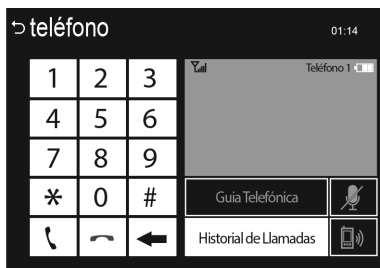 teléfono 01:14
Teléfono 1
1 2 3
4 5 6
7 8 9
* 0 #
Guia Telefónica
Historial de Llamadas